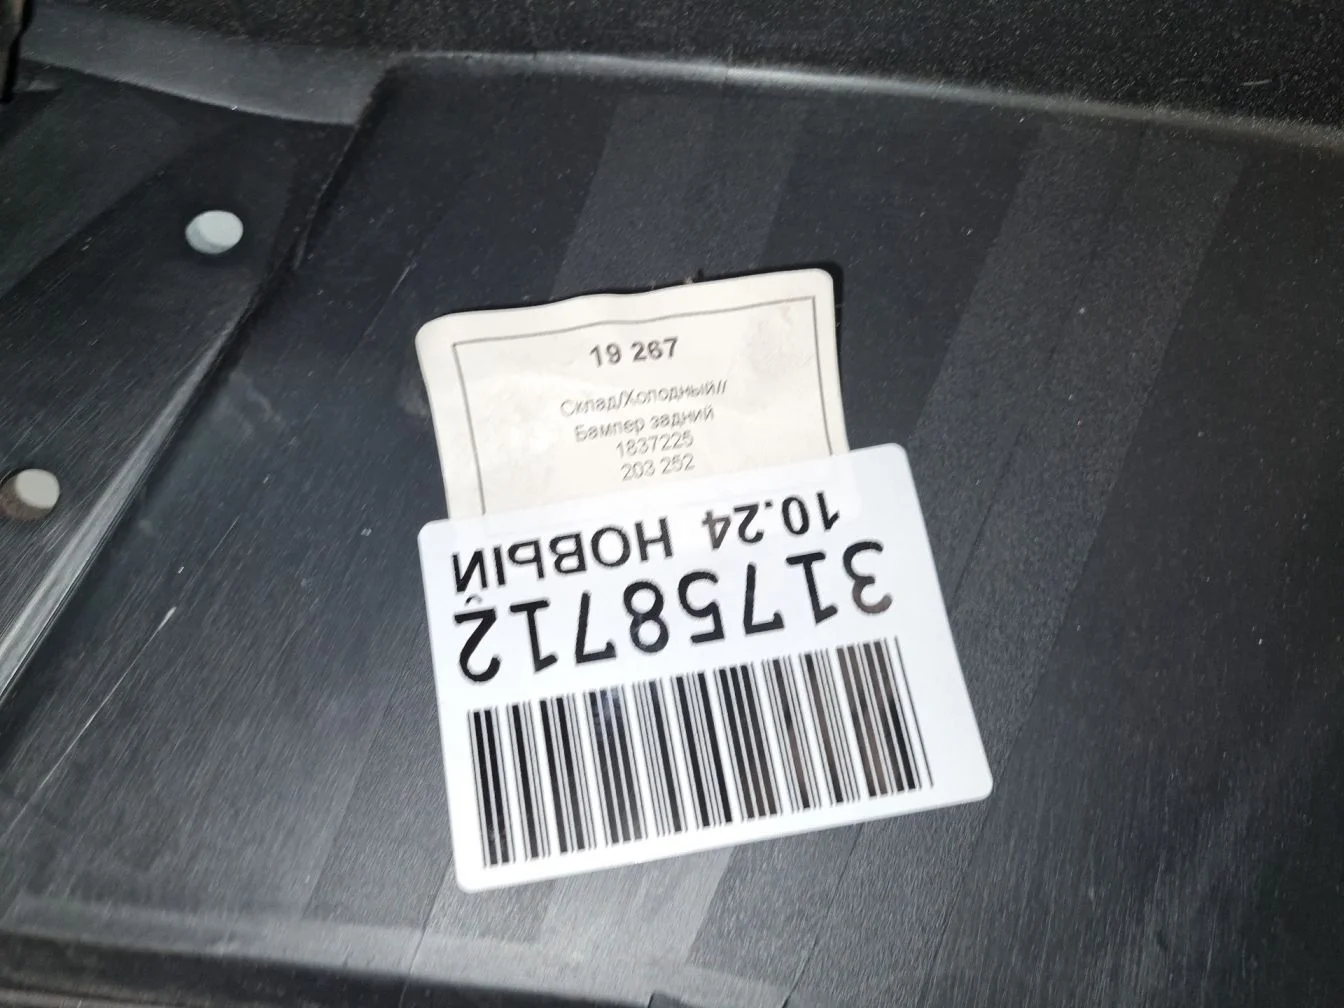 19 267
Склад/Холодный//
Бампер задний
1837225
203 252
10.24 НОВЫЙ
31758712